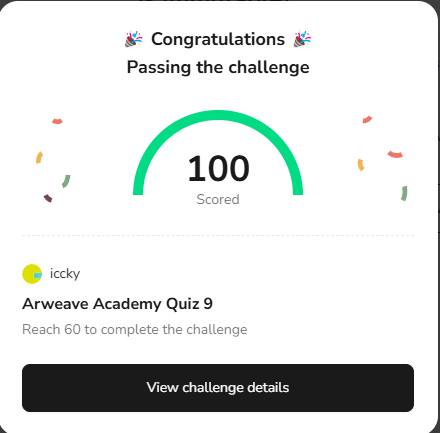 🎉 Congratulations 🎉
Passing the challenge
100
Scored
iccky
Arweave Academy Quiz 9
Reach 60 to complete the challenge
View challenge details